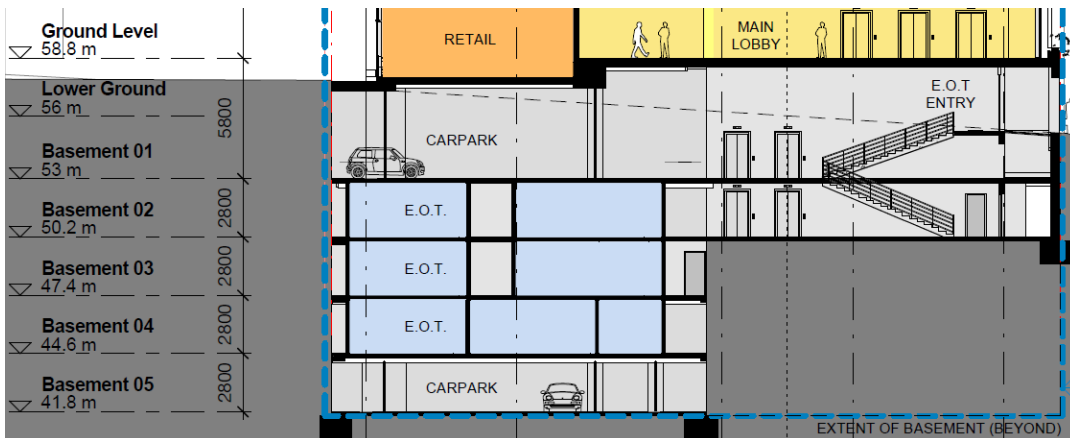 Ground Level
58.8 m
Lower Ground
56 m
Basement 01
53 m
Basement 02
50.2 m
Basement 03
47.4 m
Basement 04
44.6 m
Basement 05
41.8 m
5800
2800
2800
2800
2800
RETAIL
MAIN
LOBBY
E.O.T
ENTRY
CARPARK
E.O.T.
E.O.T.
E.O.T.
CARPARK
EXTENT OF BASEMENT (BEYOND)